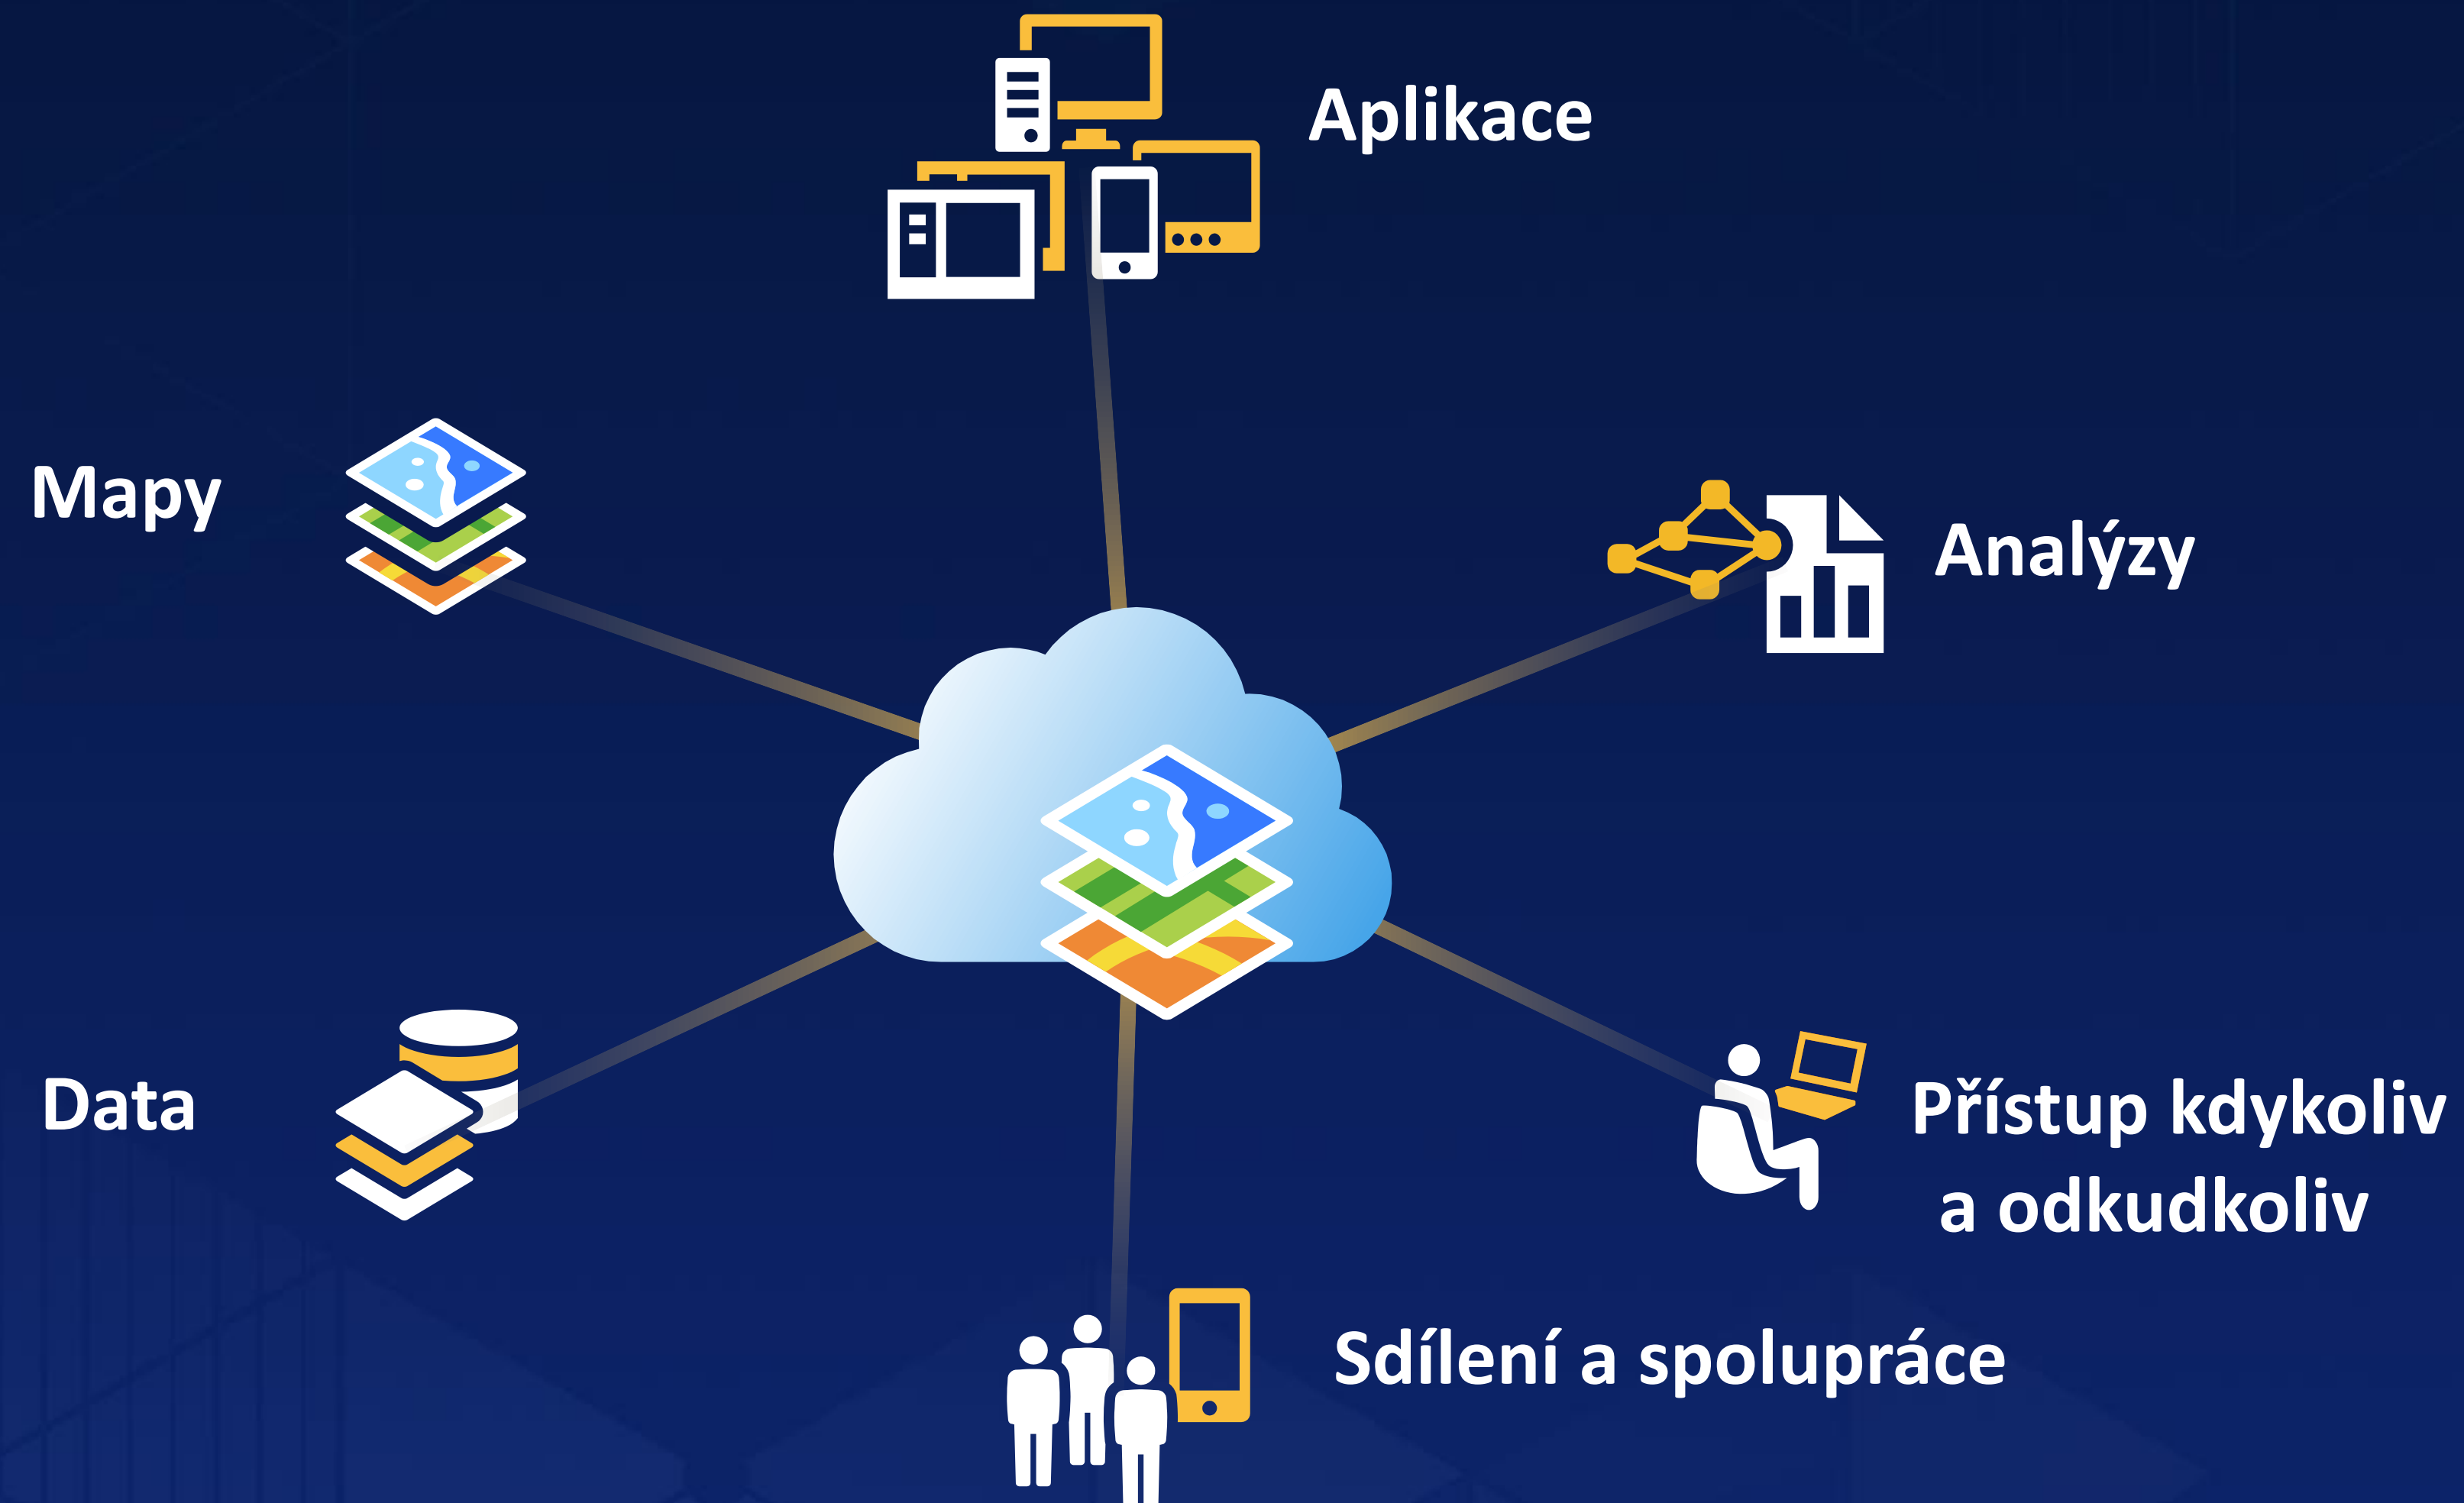 Aplikace
Mapy
Analýzy
Data
Přístup kdykoliv
a odkudkoliv
Sdílení a spolupráce